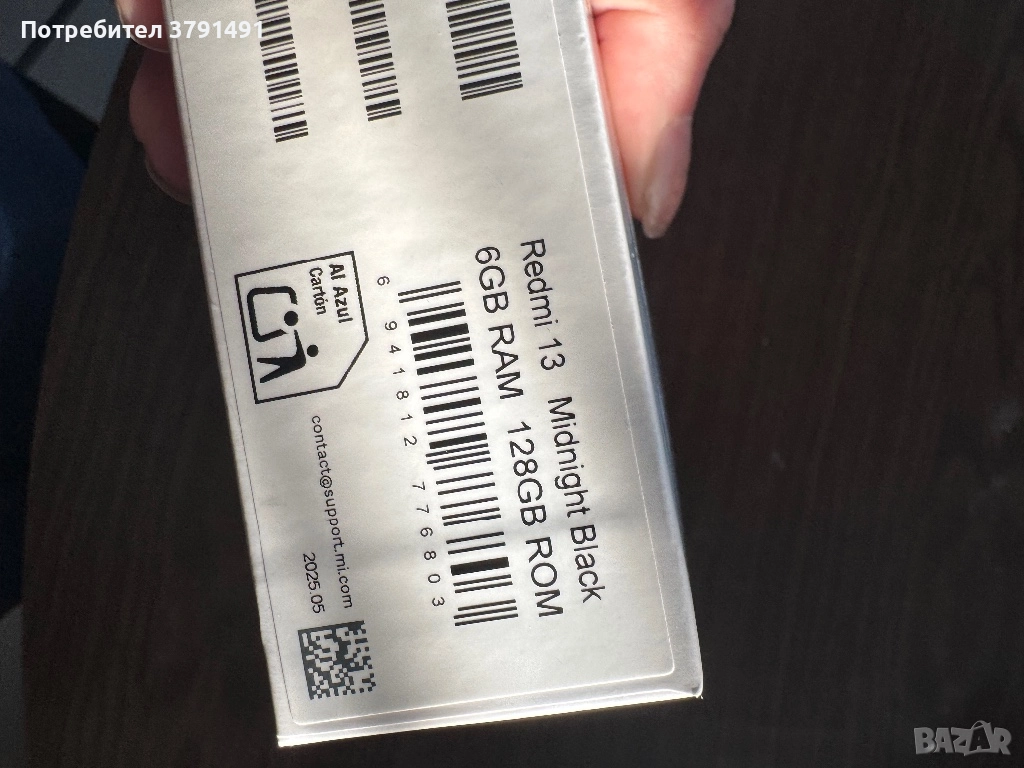 Потребител 3791491
Redmi 13 Midnight Black
6GB RAM 128GB ROM
6 941812 776803
Al Azul
Cartón
contact@support.mi.com
2025.05
BAZAR